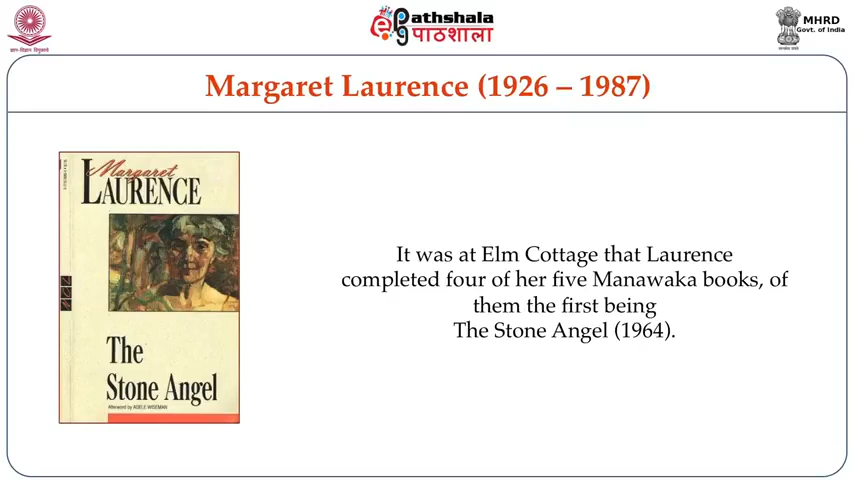 ePathshala
पाठशाला
MHRD
Govt. of India
Margaret Laurence (1926 – 1987)
Margaret
LAURENCE
The
Stone Angel
Afterword by ADELE WISEMAN
It was at Elm Cottage that Laurence
completed four of her five Manawaka books, of
them the first being
The Stone Angel (1964).